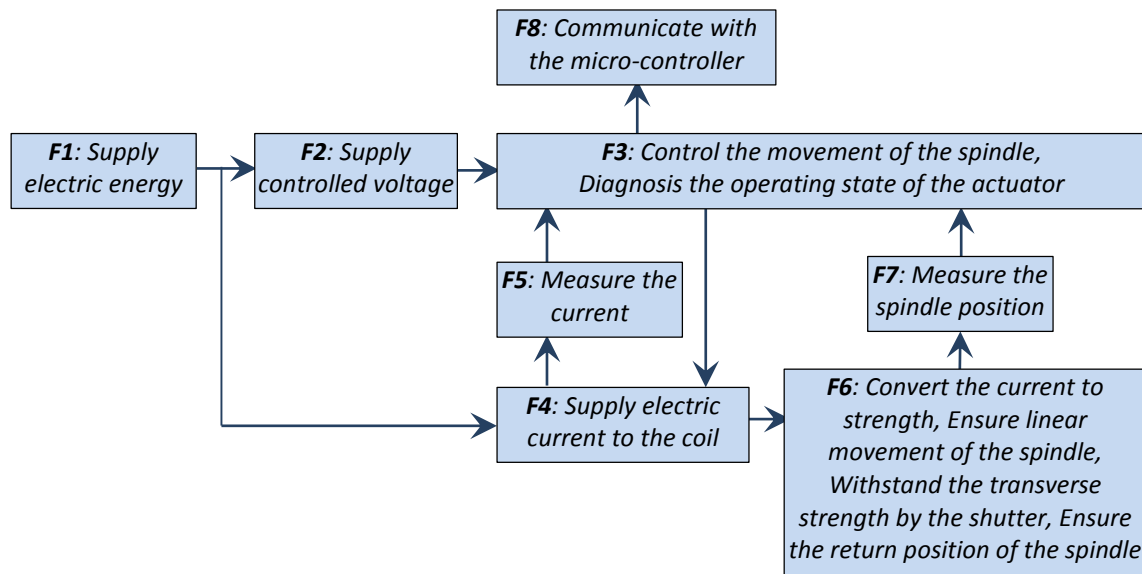 F8: Communicate with
the micro-controller
F1: Supply
electric energy
F2: Supply
controlled voltage
F3: Control the movement of the spindle,
Diagnosis the operating state of the actuator
F5: Measure the
current
F7: Measure the
spindle position
F4: Supply electric
current to the coil
F6: Convert the current to
strength, Ensure linear
movement of the spindle,
Withstand the transverse
strength by the shutter, Ensure
the return position of the spindle